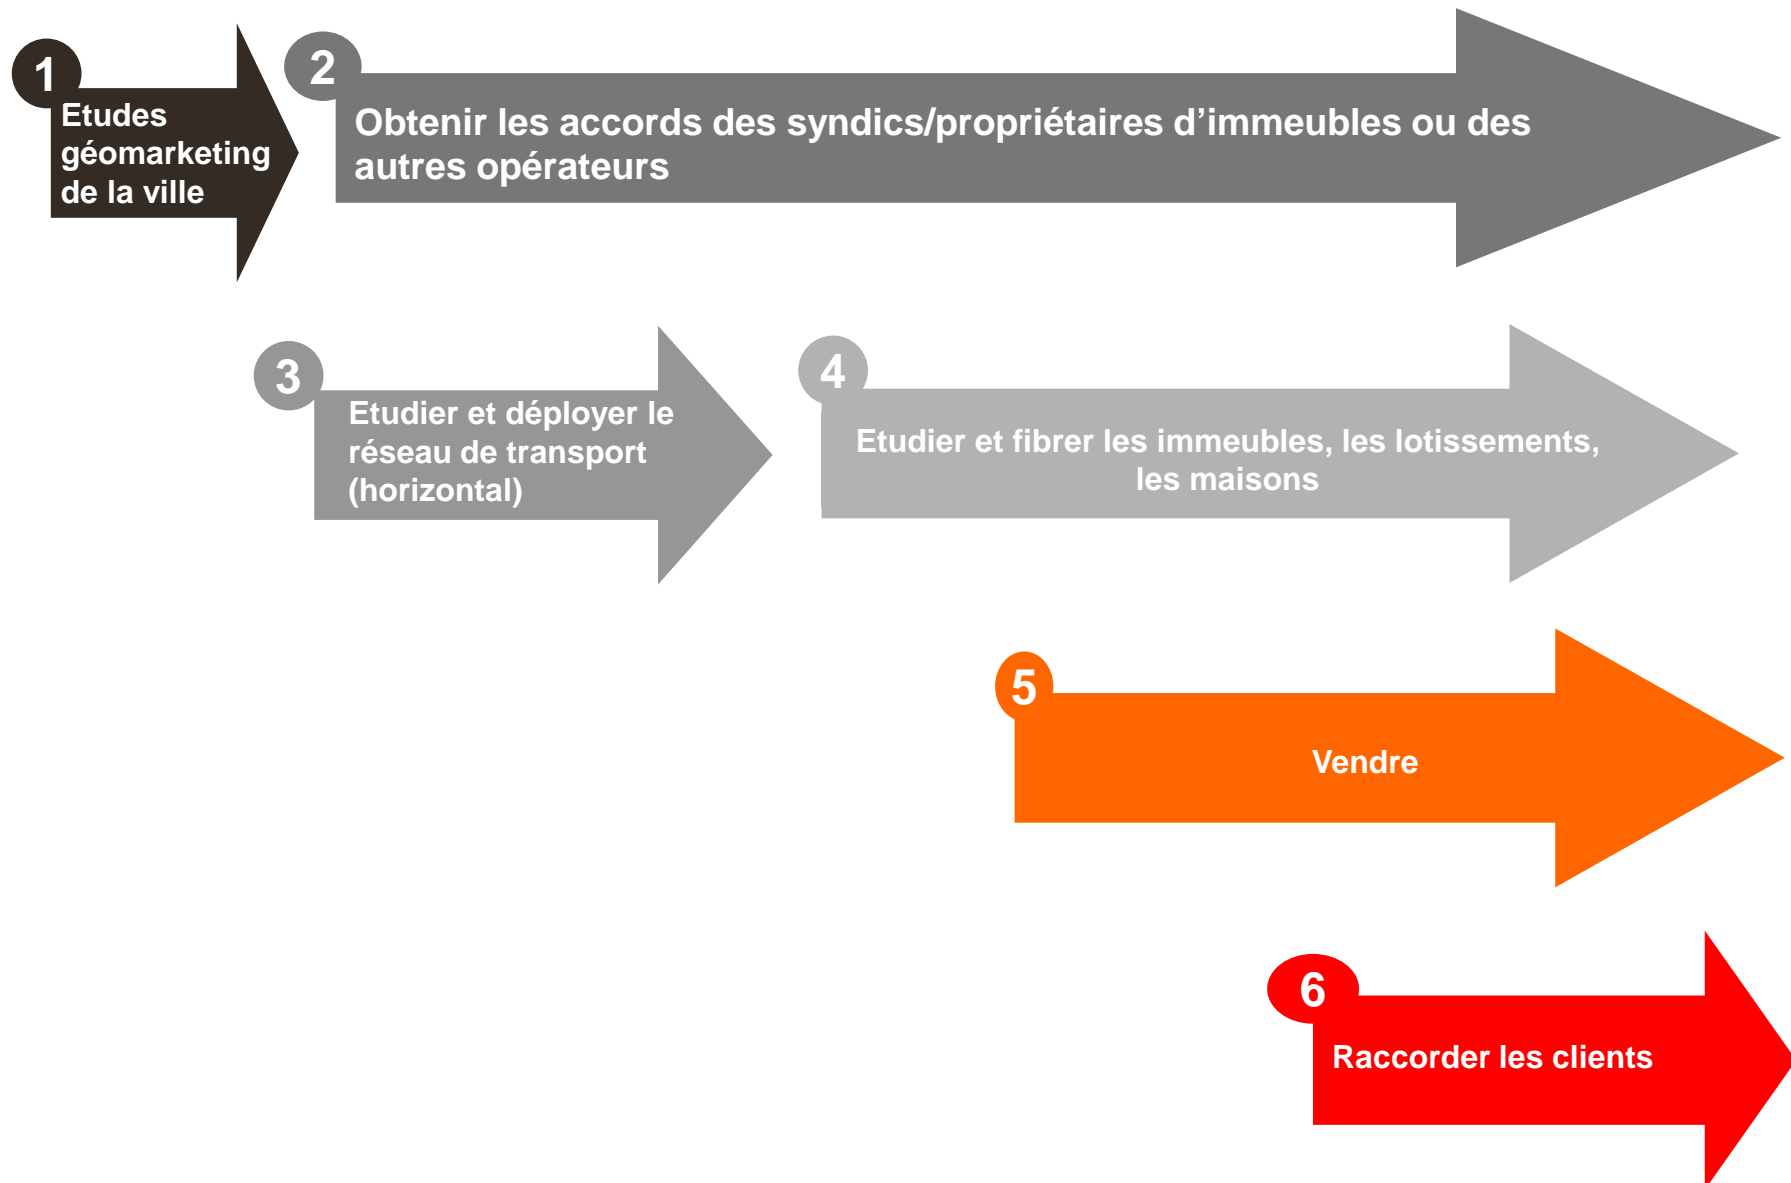 1
Etudes
géomarketing
de la ville
2
Obtenir les accords des syndics/propriétaires d’immeubles ou des
autres opérateurs
3
Etudier et déployer le
réseau de transport
(horizontal)
4
Etudier et fibrer les immeubles, les lotissements,
les maisons
5
Vendre
6
Raccorder les clients